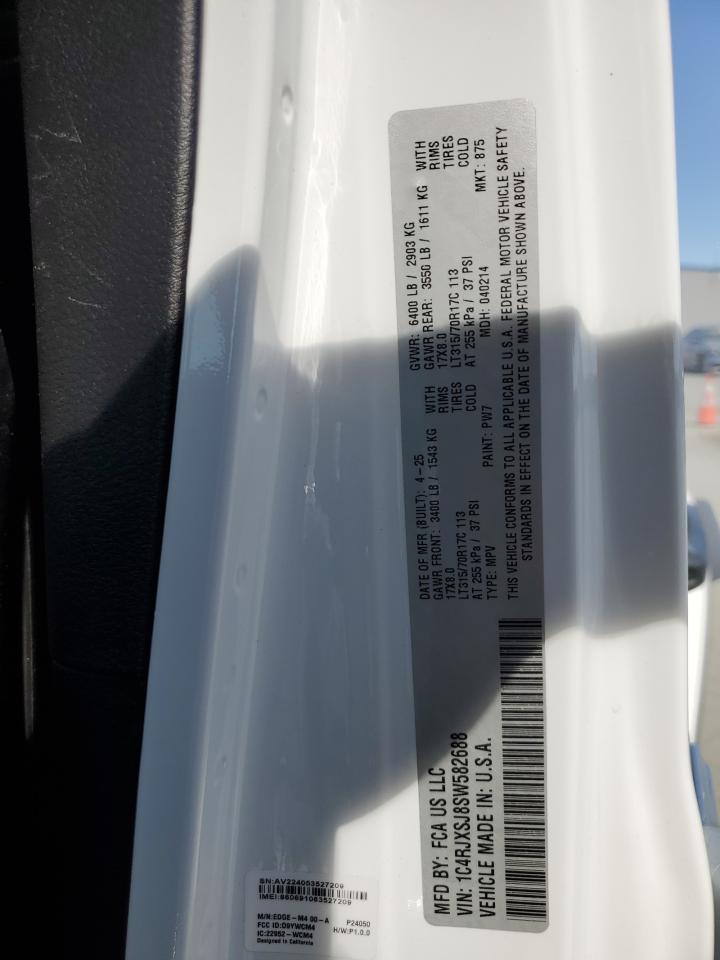 MFD BY: FCA US LLC
VIN: 1C4RJXSJ8SW582688
VEHICLE MADE IN: U.S.A.
DATE OF MFR (BUILT): 4-25
GAWR FRONT: 3400 LB / 1543 KG WITH
17X8.0 RIMS
LT315/70R17C 113 TIRES
AT 255 kPa / 37 PSI COLD
TYPE: MPV PAINT: PW7
GVWR: 6400 LB / 2903 KG
GAWR REAR: 3550 LB / 1611 KG WITH
17X8.0 RIMS
LT315/70R17C 113 TIRES
AT 255 kPa / 37 PSI COLD
MDH: 040214 MKT: 875
THIS VEHICLE CONFORMS TO ALL APPLICABLE U.S.A. FEDERAL MOTOR VEHICLE SAFETY
STANDARDS IN EFFECT ON THE DATE OF MANUFACTURE SHOWN ABOVE.
SN:AV224053527209
IMEI:860691063527209
M/N:EDGE-M4 00-A P24050
FCC ID:D9YWCM4 H/W:P1.0.0
IC:22952-WCM4
Designed in California